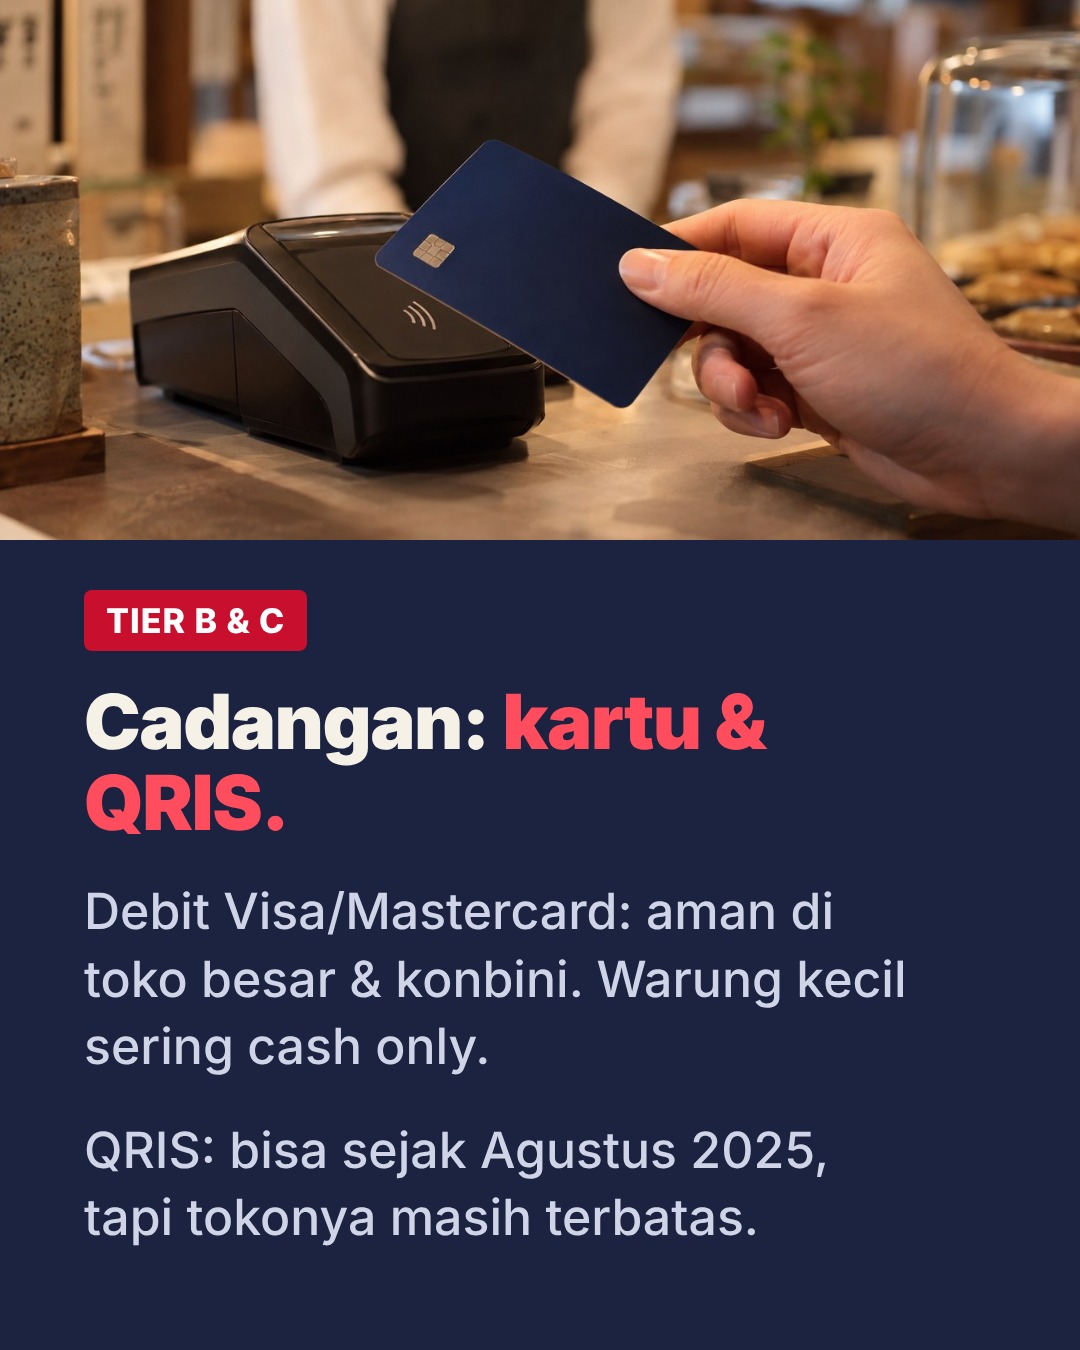 TIER B & C
Cadangan: kartu &
QRIS.
Debit Visa/Mastercard: aman di
toko besar & konbini. Warung kecil
sering cash only.
QRIS: bisa sejak Agustus 2025,
tapi tokonya masih terbatas.